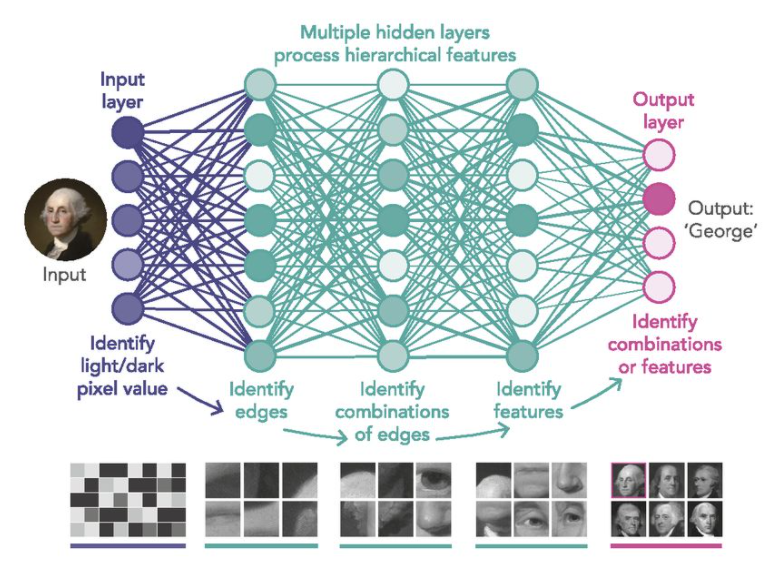 Multiple hidden layers
process hierarchical features
Input
layer
Output
layer
Input
Output:
‘George’
Identify
light/dark
pixel value
Identify
edges
Identify
combinations
of edges
Identify
features
Identify
combinations
or features